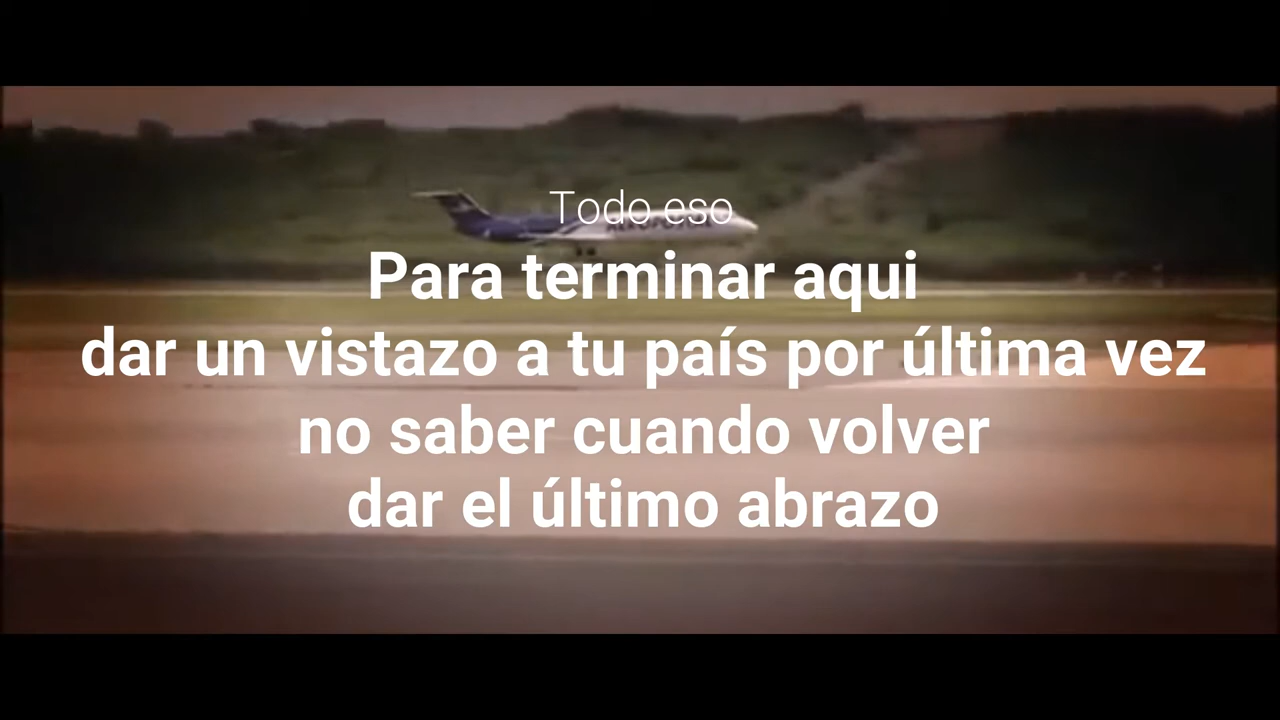 Todo eso
Para terminar aqui
dar un vistazo a tu país por última vez
no saber cuando volver
dar el último abrazo